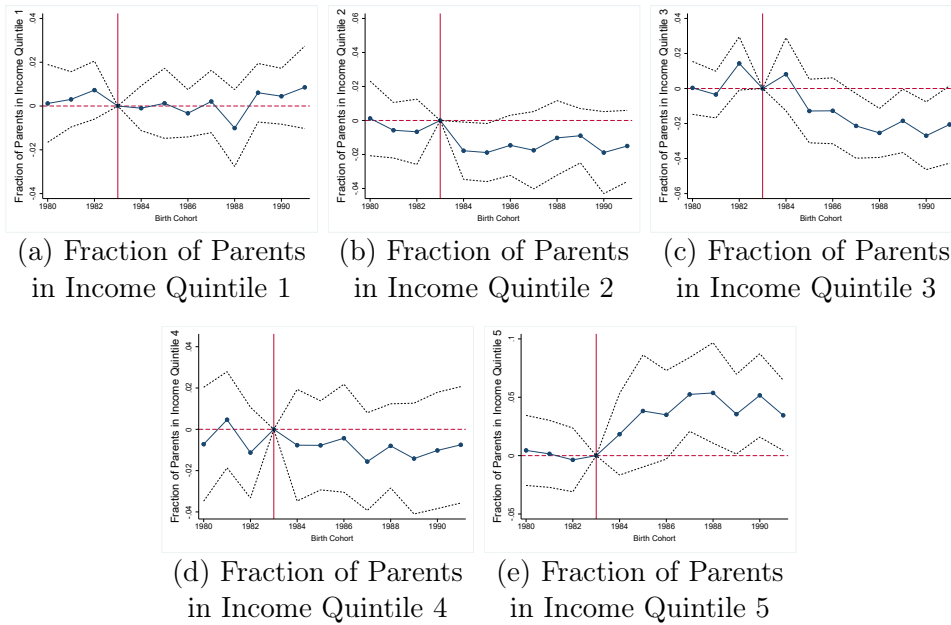 Fraction of Parents in Income Quintile 1
.04
.02
0
-.02
-.04
1980
1982
1984
1986
1988
1990
Birth Cohort
(a) Fraction of Parents
in Income Quintile 1
Fraction of Parents in Income Quintile 2
.06
.04
.02
0
-.02
-.04
1980
1982
1984
1986
1988
1990
Birth Cohort
(b) Fraction of Parents
in Income Quintile 2
Fraction of Parents in Income Quintile 3
.04
.02
0
-.02
-.04
-.06
1980
1982
1984
1986
1988
1990
Birth Cohort
(c) Fraction of Parents
in Income Quintile 3
Fraction of Parents in Income Quintile 4
.04
.02
0
-.02
-.04
1980
1982
1984
1986
1988
1990
Birth Cohort
(d) Fraction of Parents
in Income Quintile 4
Fraction of Parents in Income Quintile 5
.1
.05
0
-.05
1980
1982
1984
1986
1988
1990
Birth Cohort
(e) Fraction of Parents
in Income Quintile 5